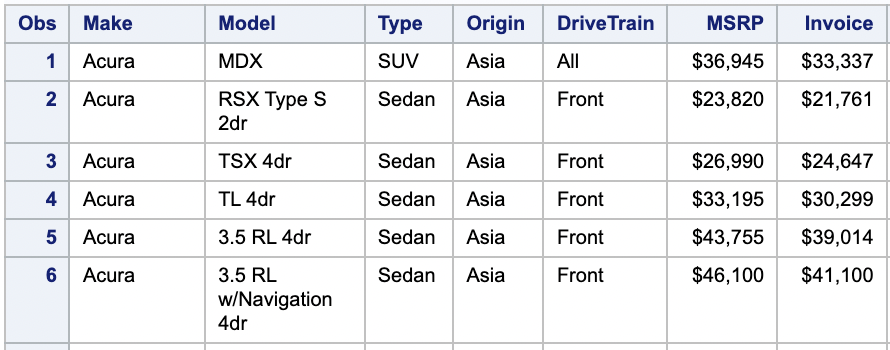 Obs Make Model Type Origin DriveTrain MSRP Invoice
1 Acura MDX SUV Asia All $36,945 $33,337
2 Acura RSX Type S Sedan Asia Front $23,820 $21,761
2dr
3 Acura TSX 4dr Sedan Asia Front $26,990 $24,647
4 Acura TL 4dr Sedan Asia Front $33,195 $30,299
5 Acura 3.5 RL 4dr Sedan Asia Front $43,755 $39,014
6 Acura 3.5 RL Sedan Asia Front $46,100 $41,100
w/Navigation
4dr